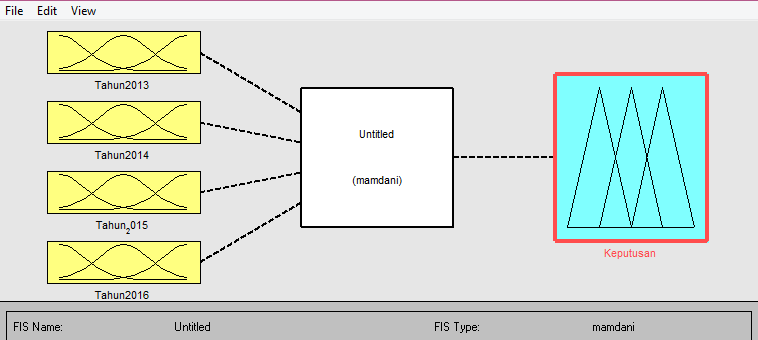 File Edit View
Tahun2013
Tahun2014
Tahun₂015
Tahun2016
Untitled
(mamdani)
Keputusan
FIS Name: Untitled FIS Type: mamdani